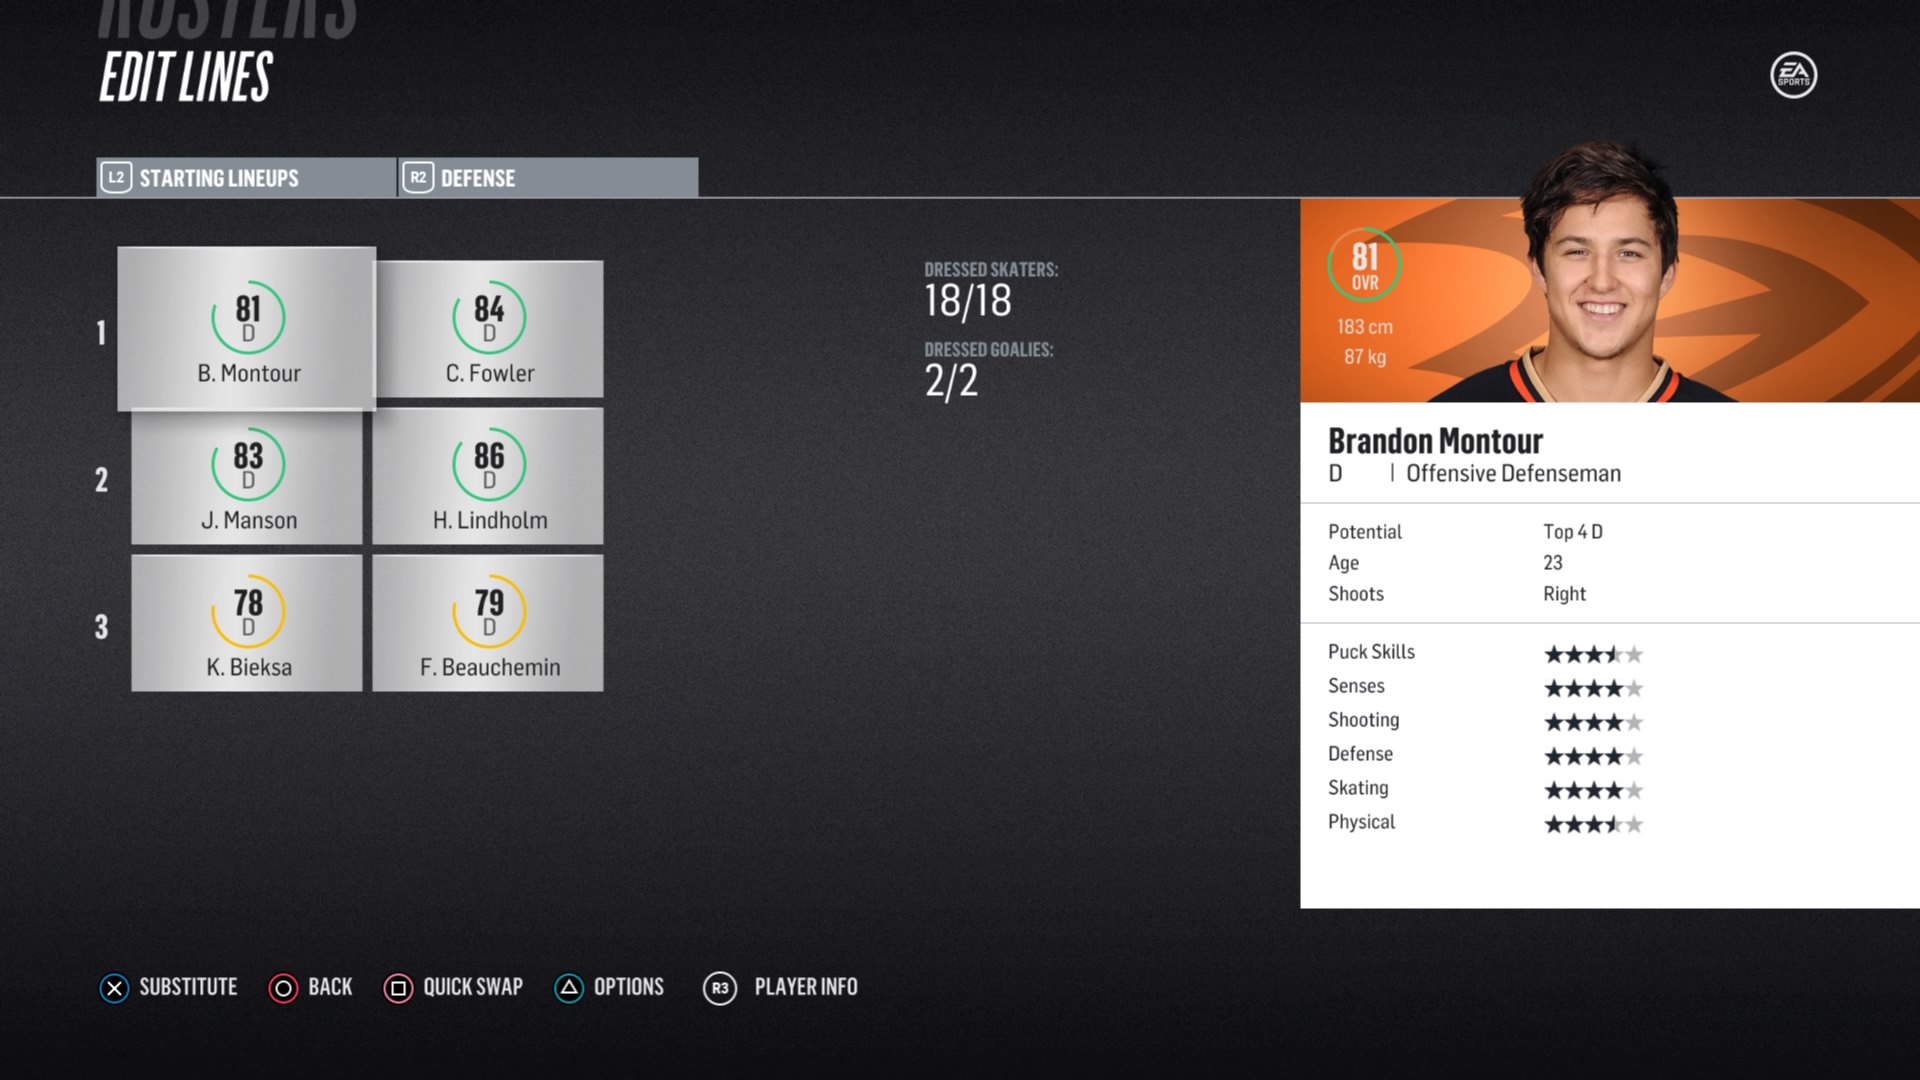 ROSTERS
EDIT LINES
EA
SPORTS
L2 STARTING LINEUPS
R2 DEFENSE
1
81
D
B. Montour
84
D
C. Fowler
2
83
D
J. Manson
86
D
H. Lindholm
3
78
D
K. Bieksa
79
D
F. Beauchemin
DRESSED SKATERS:
18/18
DRESSED GOALIES:
2/2
81
OVR
183 cm
87 kg
Brandon Montour
D | Offensive Defenseman
Potential Top 4 D
Age 23
Shoots Right
Puck Skills
Senses
Shooting
Defense
Skating
Physical
SUBSTITUTE BACK QUICK SWAP OPTIONS R3 PLAYER INFO